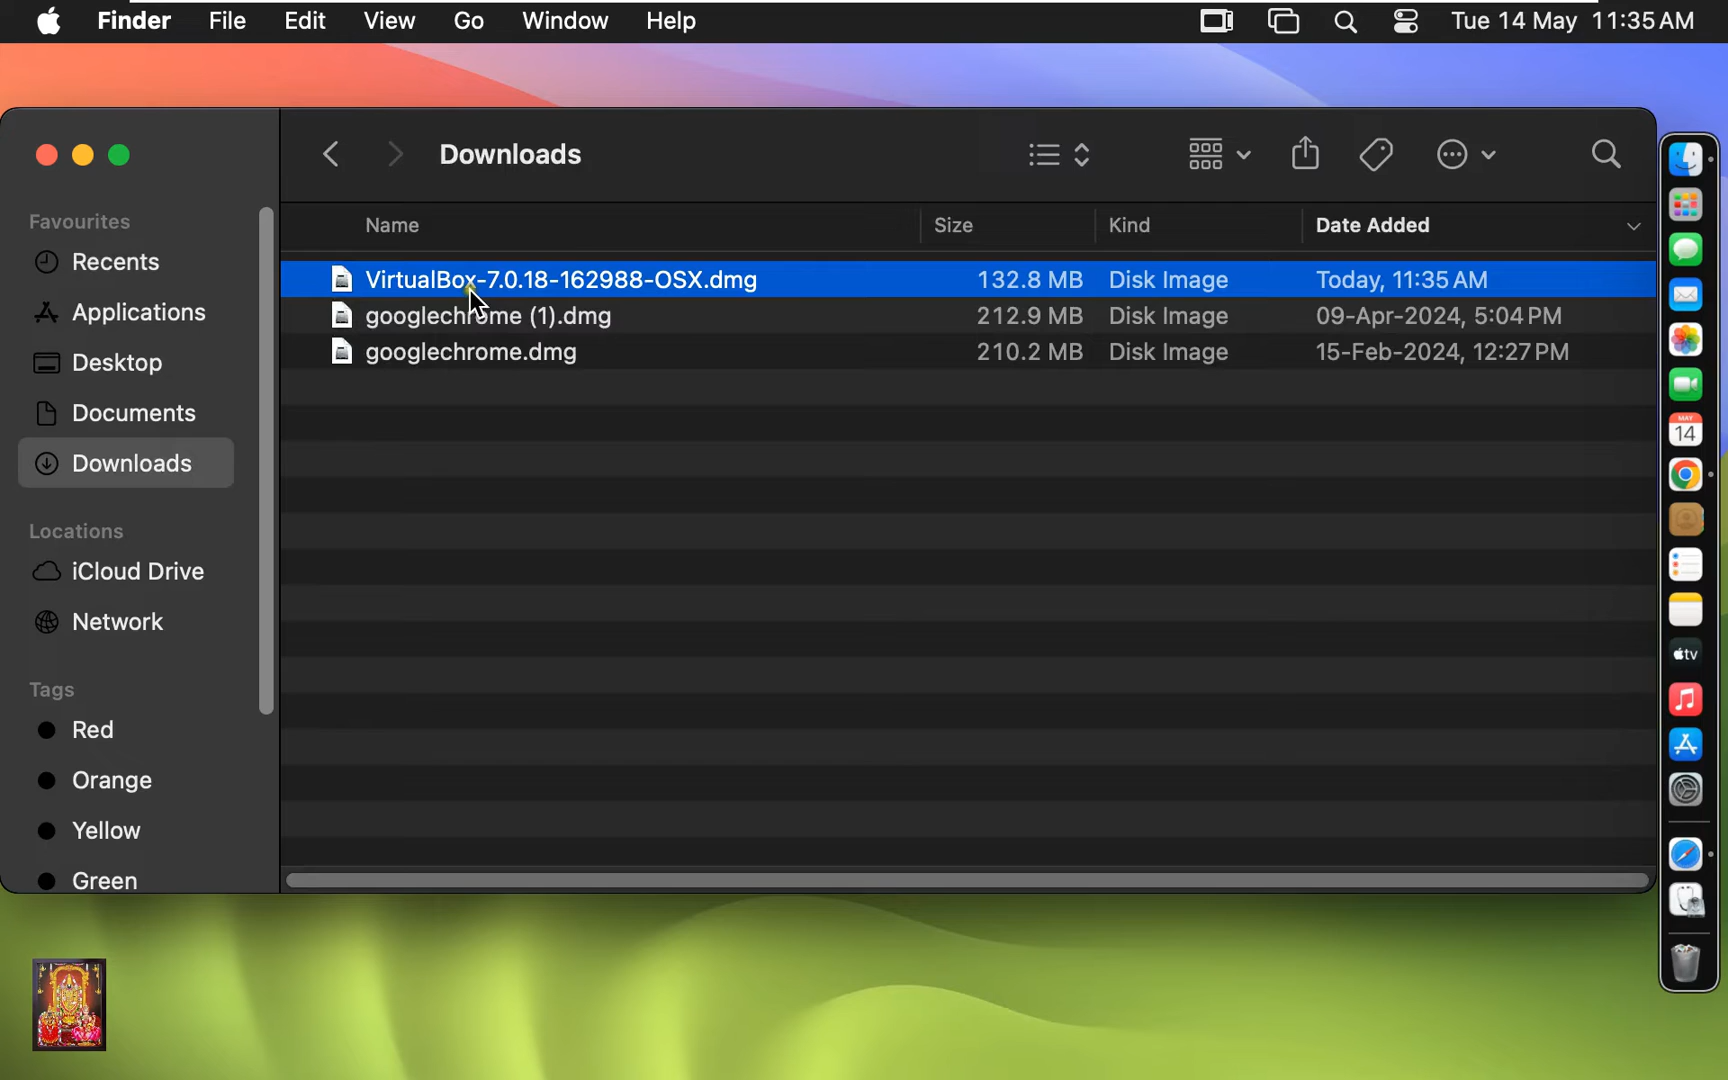 Finder File Edit View Go Window Help Tue 14 May 11:35 AM
Downloads
Favourites
Recents
Applications
Desktop
Documents
Downloads
Locations
iCloud Drive
Network
Tags
Red
Orange
Yellow
Green
Name Size Kind Date Added
VirtualBox-7.0.18-162988-OSX.dmg 132.8 MB Disk Image Today, 11:35 AM
googlechrome (1).dmg 212.9 MB Disk Image 09-Apr-2024, 5:04 PM
googlechrome.dmg 210.2 MB Disk Image 15-Feb-2024, 12:27 PM
MAY
14
tv